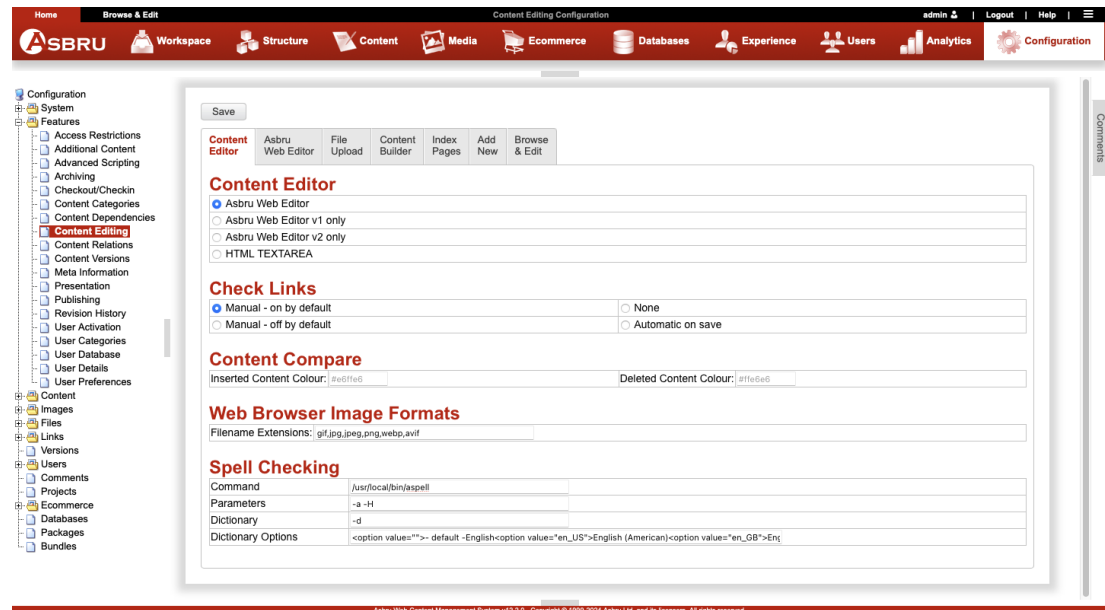 Home Browse & Edit Content Editing Configuration admin | Logout | Help |
ASBRU Workspace Structure Content Media Ecommerce Databases Experience Users Analytics Configuration
Comments
Configuration
System
Features
Access Restrictions
Additional Content
Advanced Scripting
Archiving
Checkout/Checkin
Content Categories
Content Dependencies
Content Editing
Content Relations
Content Versions
Meta Information
Presentation
Publishing
Revision History
User Activation
User Categories
User Database
User Details
User Preferences
Content
Images
Files
Links
Versions
Users
Comments
Projects
Ecommerce
Databases
Packages
Bundles
Save
Content Editor Asbru Web Editor File Upload Content Builder Index Pages Add New Browse & Edit
Content Editor
Asbru Web Editor
Asbru Web Editor v1 only
Asbru Web Editor v2 only
HTML TEXTAREA
Check Links
Manual - on by default None
Manual - off by default Automatic on save
Content Compare
Inserted Content Colour: #e6ffe6 Deleted Content Colour: #ffe6e6
Web Browser Image Formats
Filename Extensions: gif,jpg,jpeg,png,webp,avif
Spell Checking
Command /usr/local/bin/aspell
Parameters -a -H
Dictionary -d
Dictionary Options <option value="">- default -English<option value="en_US">English (American)<option value="en_GB">Eng